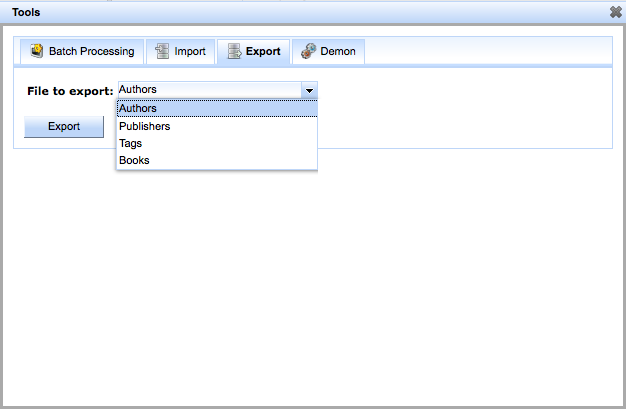 Tools
Batch Processing Import Export Demon
File to export: Authors
Authors
Export Publishers
Tags
Books